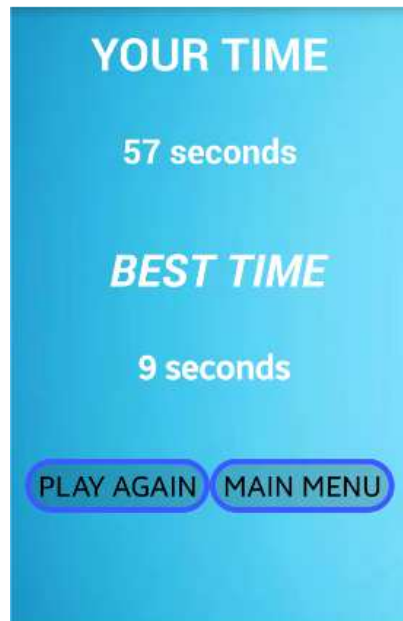 YOUR TIME
57 seconds
BEST TIME
9 seconds
PLAY AGAIN MAIN MENU